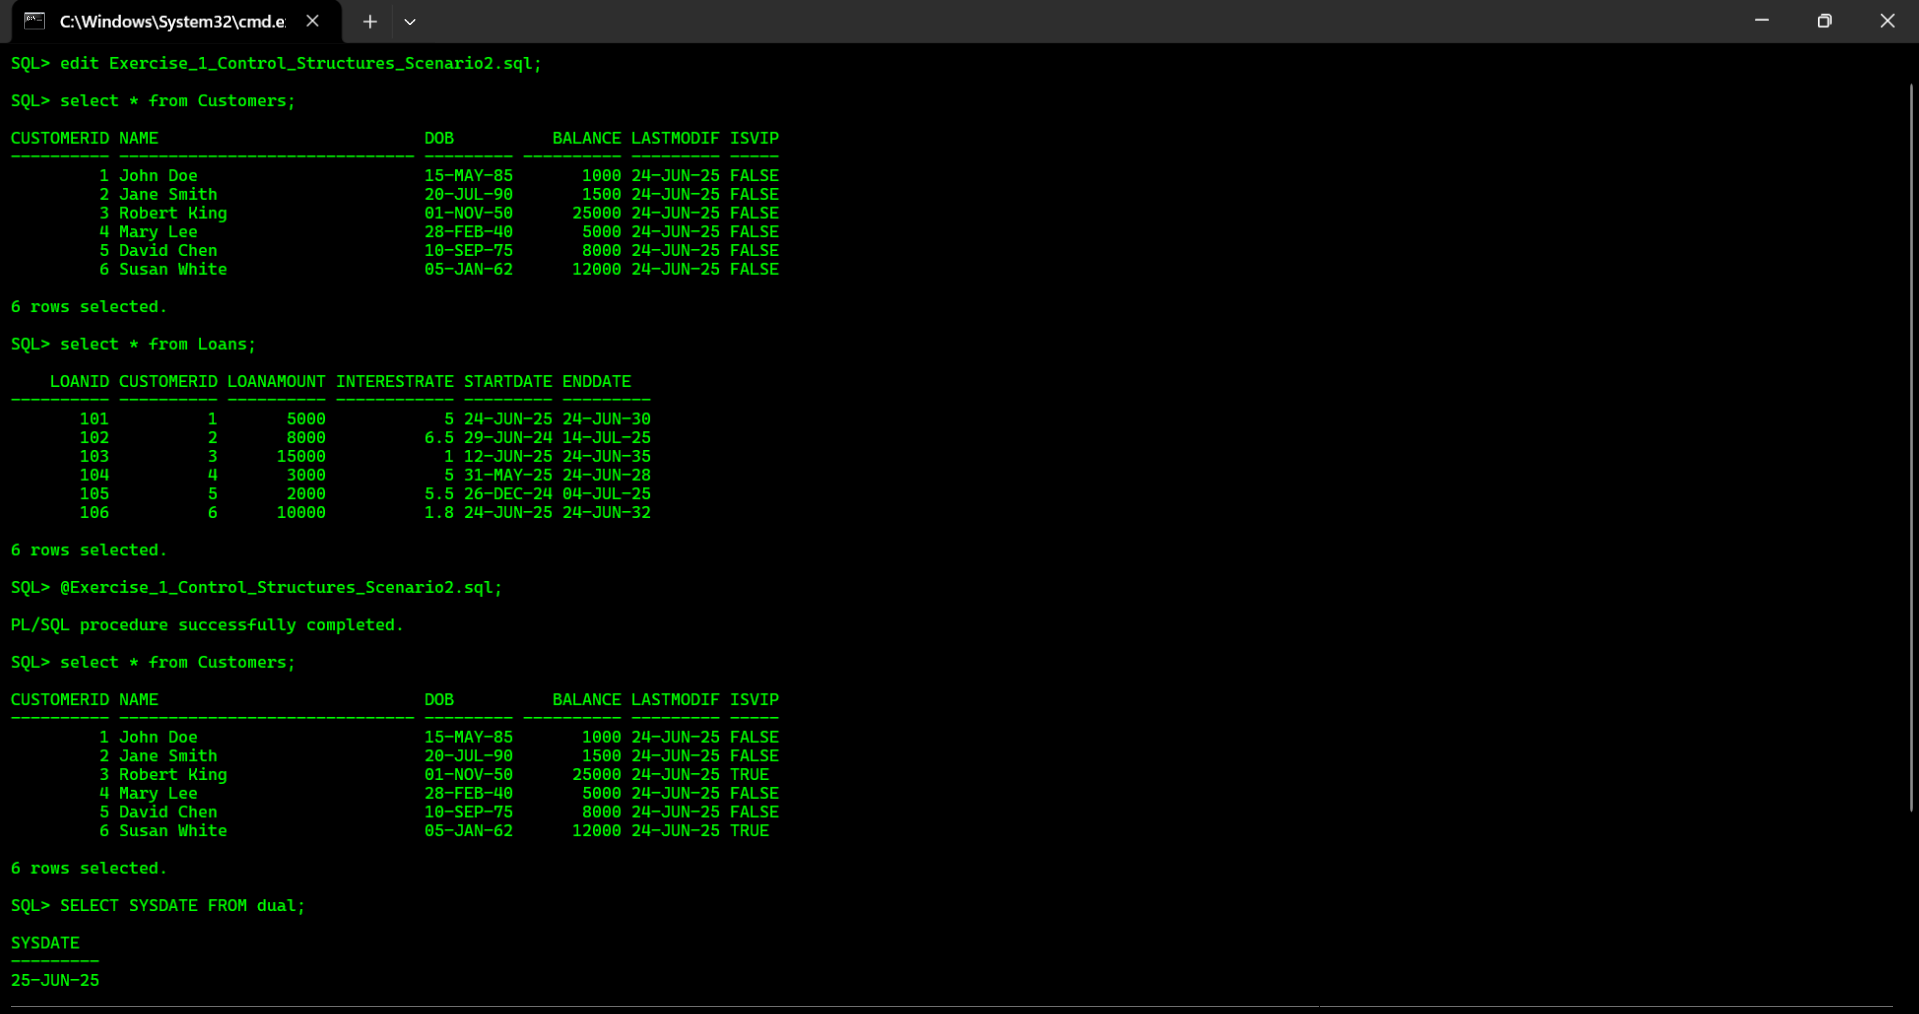 C:\Windows\System32\cmd.e
SQL> edit Exercise_1_Control_Structures_Scenario2.sql;
SQL> select * from Customers;
CUSTOMERID NAME                           DOB          BALANCE LASTMODIF ISVIP
---------- ------------------------------ --------- ---------- --------- -----
         1 John Doe                       15-MAY-85       1000 24-JUN-25 FALSE
         2 Jane Smith                     20-JUL-90       1500 24-JUN-25 FALSE
         3 Robert King                    01-NOV-50      25000 24-JUN-25 FALSE
         4 Mary Lee                       28-FEB-40       5000 24-JUN-25 FALSE
         5 David Chen                     10-SEP-75       8000 24-JUN-25 FALSE
         6 Susan White                    05-JAN-62      12000 24-JUN-25 FALSE
6 rows selected.
SQL> select * from Loans;
    LOANID CUSTOMERID LOANAMOUNT INTERESTRATE STARTDATE ENDDATE
---------- ---------- ---------- ------------ --------- ---------
       101          1       5000            5 24-JUN-25 24-JUN-30
       102          2       8000          6.5 29-JUN-24 14-JUL-25
       103          3      15000            1 12-JUN-25 24-JUN-35
       104          4       3000            5 31-MAY-25 24-JUN-28
       105          5       2000          5.5 26-DEC-24 04-JUL-25
       106          6      10000          1.8 24-JUN-25 24-JUN-32
6 rows selected.
SQL> @Exercise_1_Control_Structures_Scenario2.sql;
PL/SQL procedure successfully completed.
SQL> select * from Customers;
CUSTOMERID NAME                           DOB          BALANCE LASTMODIF ISVIP
---------- ------------------------------ --------- ---------- --------- -----
         1 John Doe                       15-MAY-85       1000 24-JUN-25 FALSE
         2 Jane Smith                     20-JUL-90       1500 24-JUN-25 FALSE
         3 Robert King                    01-NOV-50      25000 24-JUN-25 TRUE
         4 Mary Lee                       28-FEB-40       5000 24-JUN-25 FALSE
         5 David Chen                     10-SEP-75       8000 24-JUN-25 FALSE
         6 Susan White                    05-JAN-62      12000 24-JUN-25 TRUE
6 rows selected.
SQL> SELECT SYSDATE FROM dual;
SYSDATE
---------
25-JUN-25